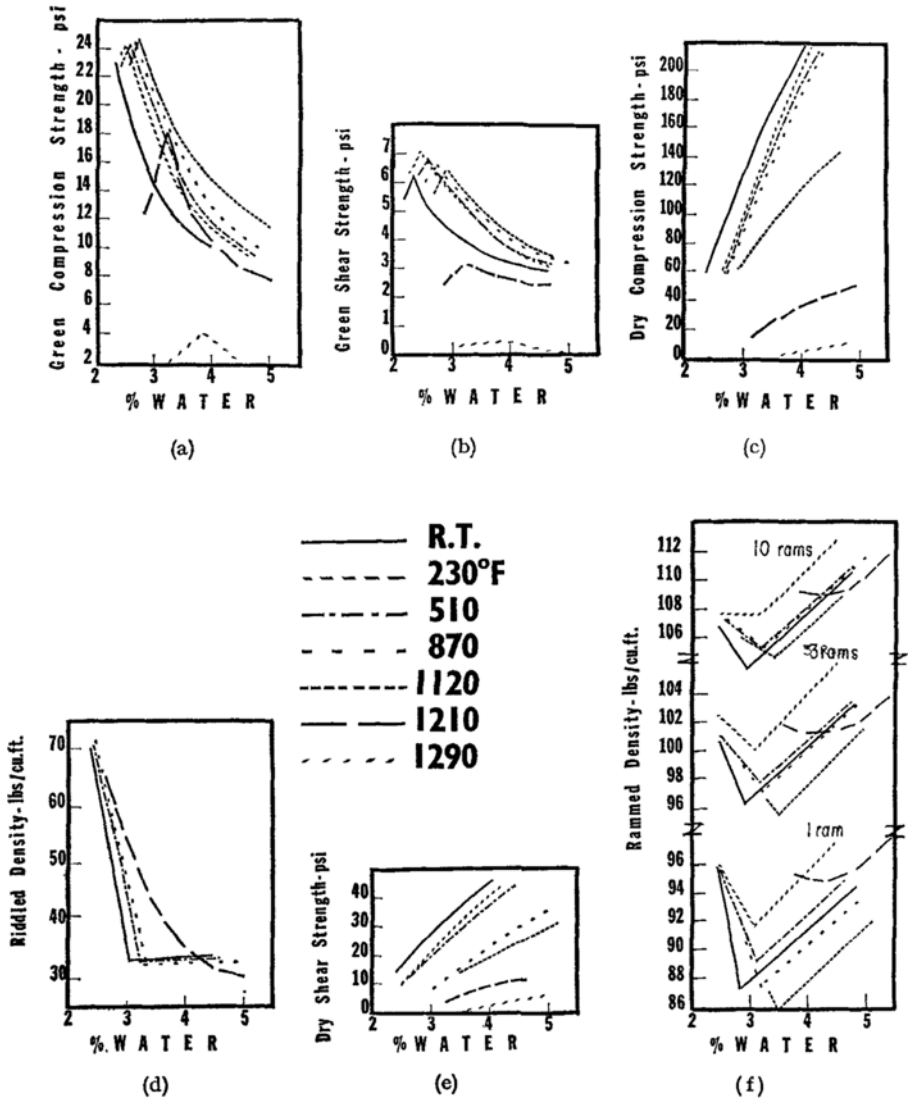 24
22
20
18
16
14
12
10
8
6
4
2
Green Compression Strength - psi
2 3 4 5
% WATER
(a)
7
6
5
4
3
2
1
0
Green Shear Strength - psi
2 3 4 5
% WATER
(b)
200
180
160
140
120
100
80
60
40
20
0
Dry Compression Strength - psi
2 3 4 5
% WATER
(c)
R.T.
230°F
510
870
1120
1210
1290
70
60
50
40
30
Riddled Density - lbs/cu.ft.
2 3 4 5
%. WATER
(d)
40
30
20
10
0
Dry Shear Strength - psi
2 3 4 5
% WATER
(e)
112
110
108
106
104
102
100
98
96
96
94
92
90
88
86
Rammed Density - lbs/cu.ft.
10 rams
3 rams
1 ram
2 3 4 5
% WATER
(f)